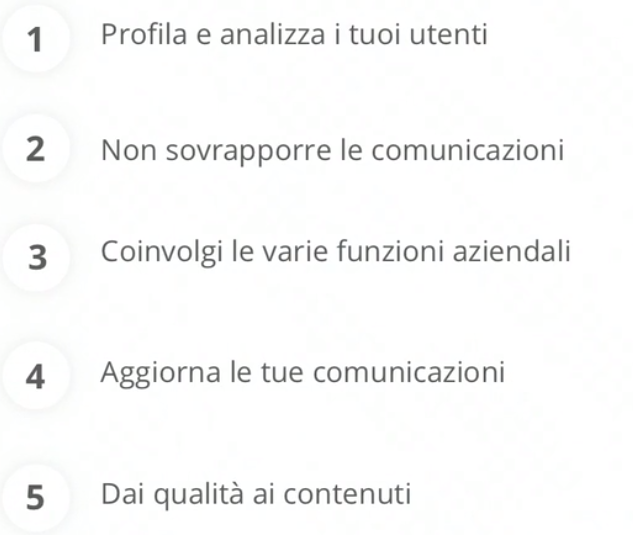 1 Profila e analizza i tuoi utenti
2 Non sovrapporre le comunicazioni
3 Coinvolgi le varie funzioni aziendali
4 Aggiorna le tue comunicazioni
5 Dai qualità ai contenuti